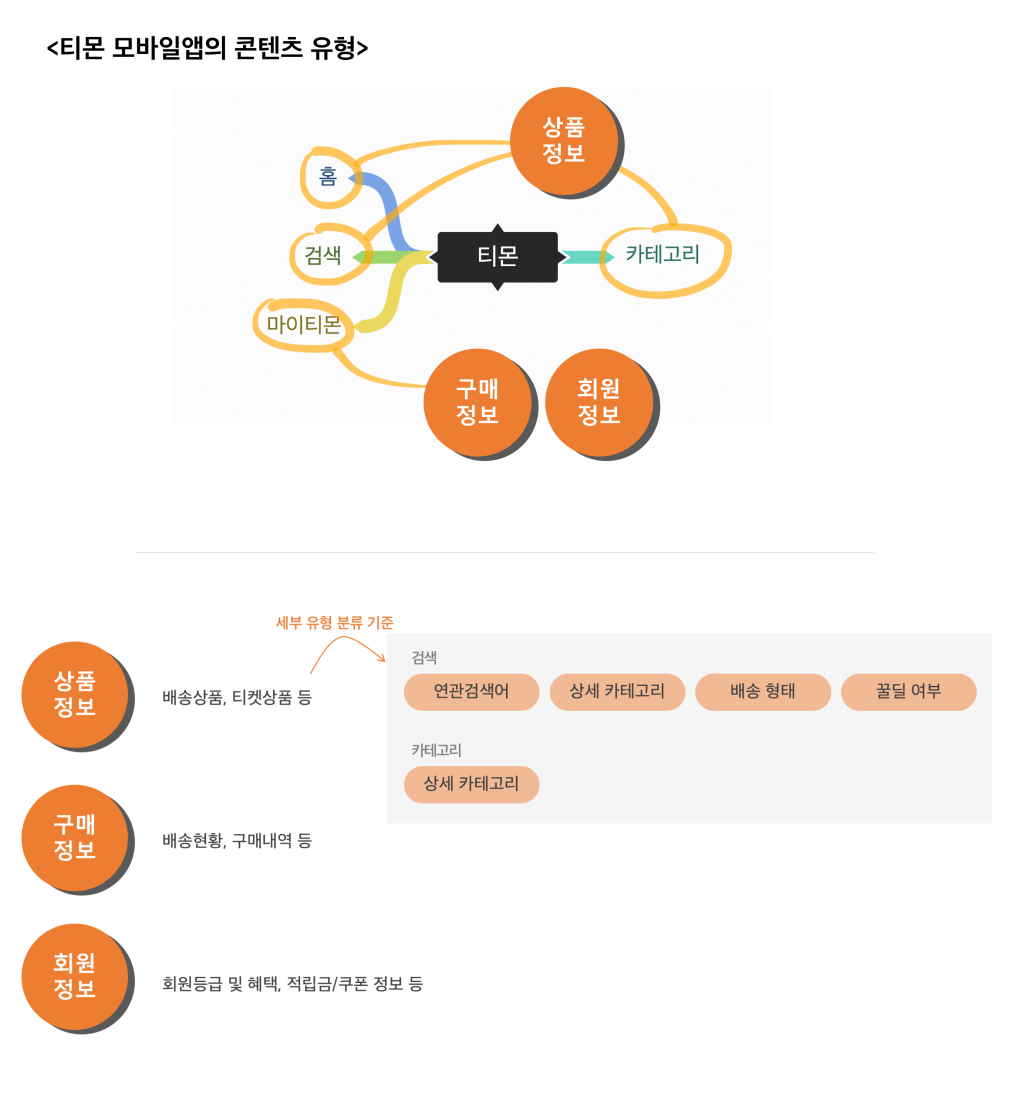 <티몬 모바일앱의 콘텐츠 유형>
상품
정보
홈
검색
티몬
카테고리
마이티몬
구매
정보
회원
정보
세부 유형 분류 기준
상품
정보
배송상품, 티켓상품 등
검색
연관검색어
상세 카테고리
배송 형태
꿀딜 여부
카테고리
상세 카테고리
구매
정보
배송현황, 구매내역 등
회원
정보
회원등급 및 혜택, 적립금/쿠폰 정보 등